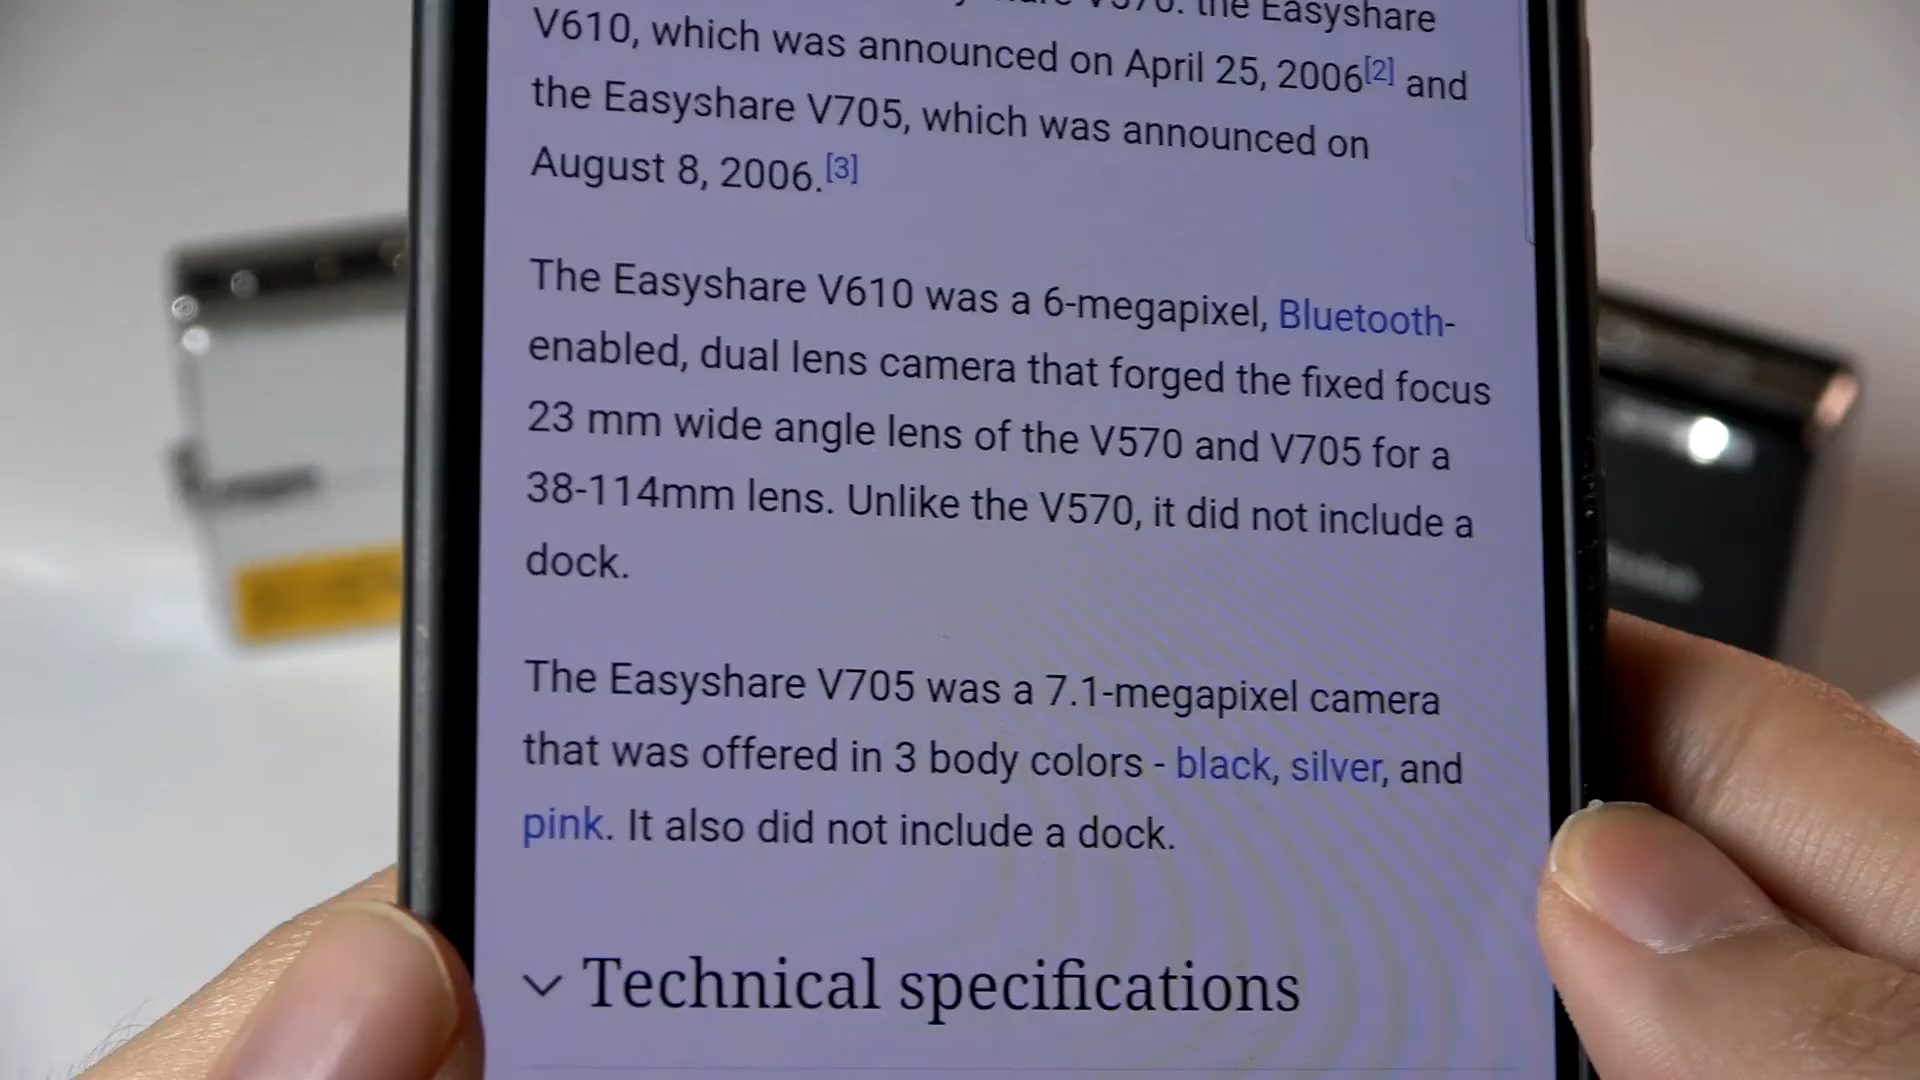 V570: the Easyshare
V610, which was announced on April 25, 2006[2] and
the Easyshare V705, which was announced on
August 8, 2006.[3]
The Easyshare V610 was a 6-megapixel, Bluetooth-
enabled, dual lens camera that forged the fixed focus
23 mm wide angle lens of the V570 and V705 for a
38-114mm lens. Unlike the V570, it did not include a
dock.
The Easyshare V705 was a 7.1-megapixel camera
that was offered in 3 body colors - black, silver, and
pink. It also did not include a dock.
Technical specifications